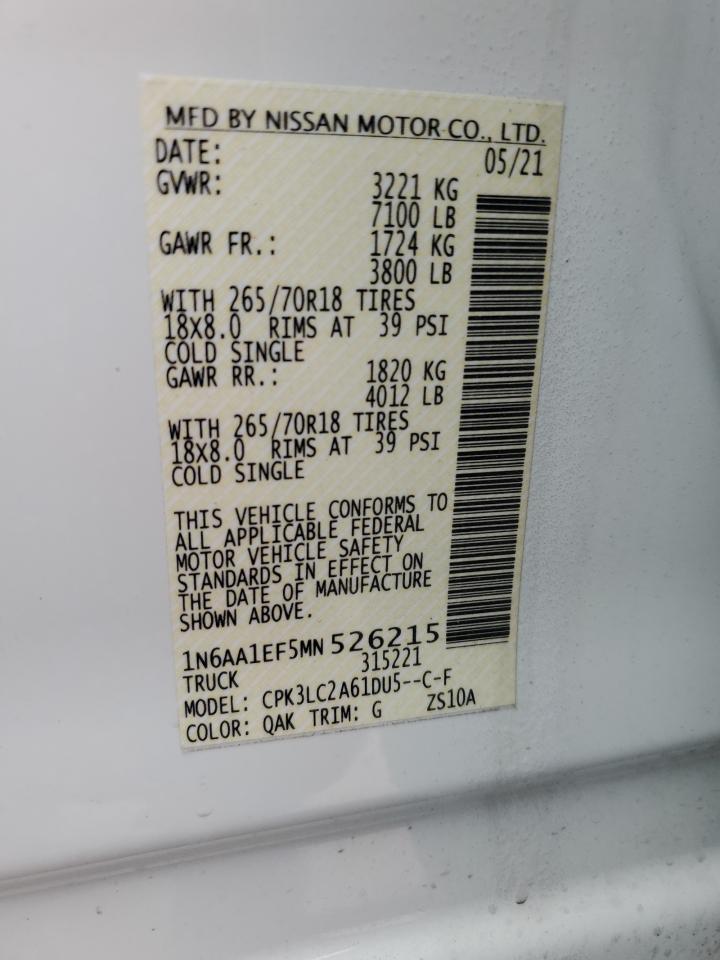 MFD BY NISSAN MOTOR CO., LTD.
DATE: 05/21
GVWR: 3221 KG
7100 LB
GAWR FR.: 1724 KG
3800 LB
WITH 265/70R18 TIRES
18X8.0 RIMS AT 39 PSI
COLD SINGLE
GAWR RR.: 1820 KG
4012 LB
WITH 265/70R18 TIRES
18X8.0 RIMS AT 39 PSI
COLD SINGLE
THIS VEHICLE CONFORMS TO
ALL APPLICABLE FEDERAL
MOTOR VEHICLE SAFETY
STANDARDS IN EFFECT ON
THE DATE OF MANUFACTURE
SHOWN ABOVE.
1N6AA1EF5MN526215
315221
TRUCK
MODEL: CPK3LC2A61DU5--C-F
COLOR: QAK TRIM: G ZS10A